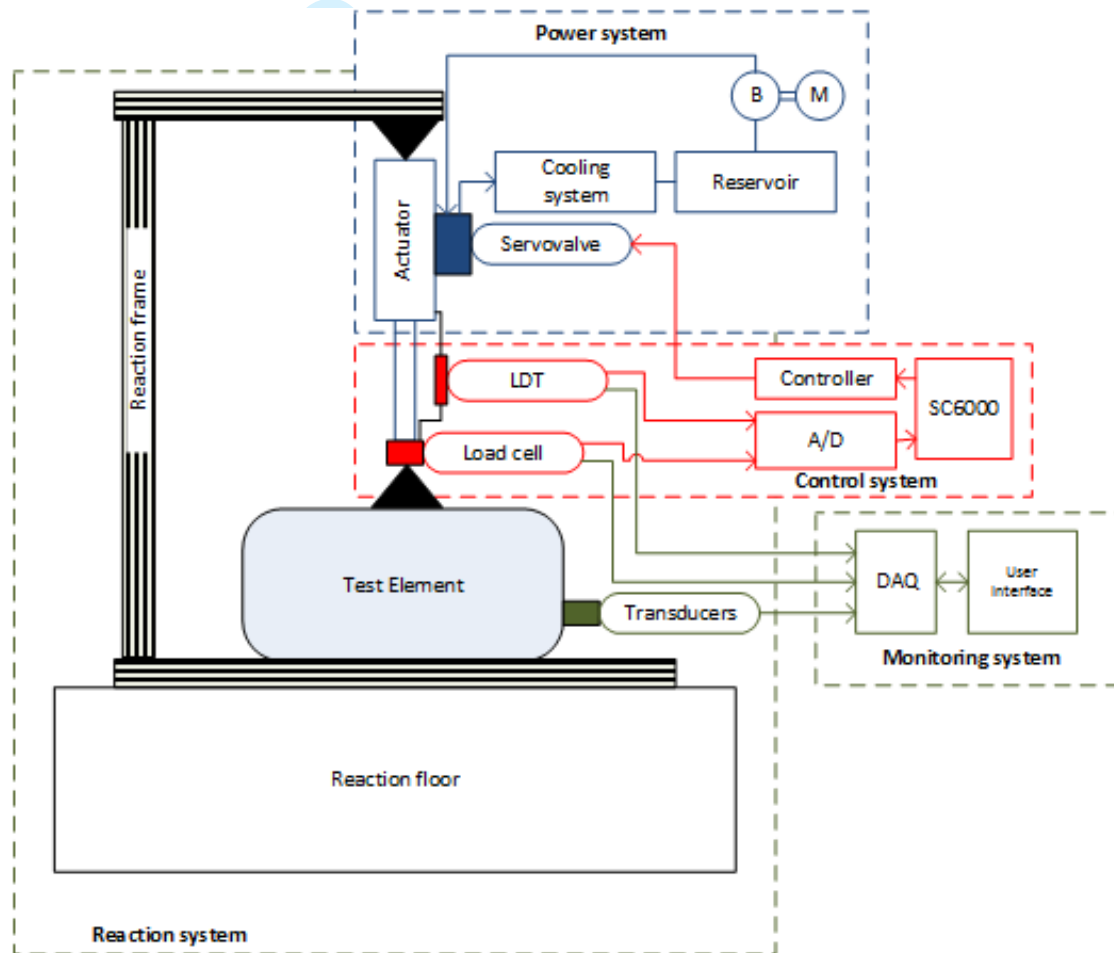 Power system
B
M
Cooling
system
Reservoir
Actuator
Servovalve
Reaction frame
LDT
Controller
SC6000
A/D
Load cell
Control system
Test Element
Transducers
DAQ
User
Interface
Monitoring system
Reaction floor
Reaction system